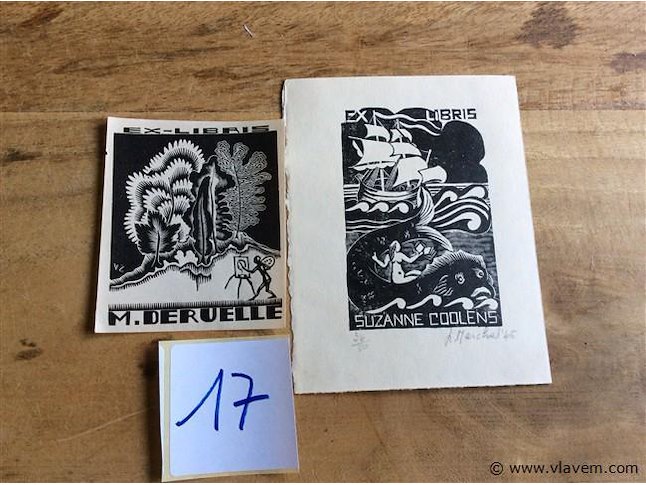 EX-LIBRIS
M. DERUELLE
EX LIBRIS
SUZANNE COOLENS
17
© www.vlavem.com